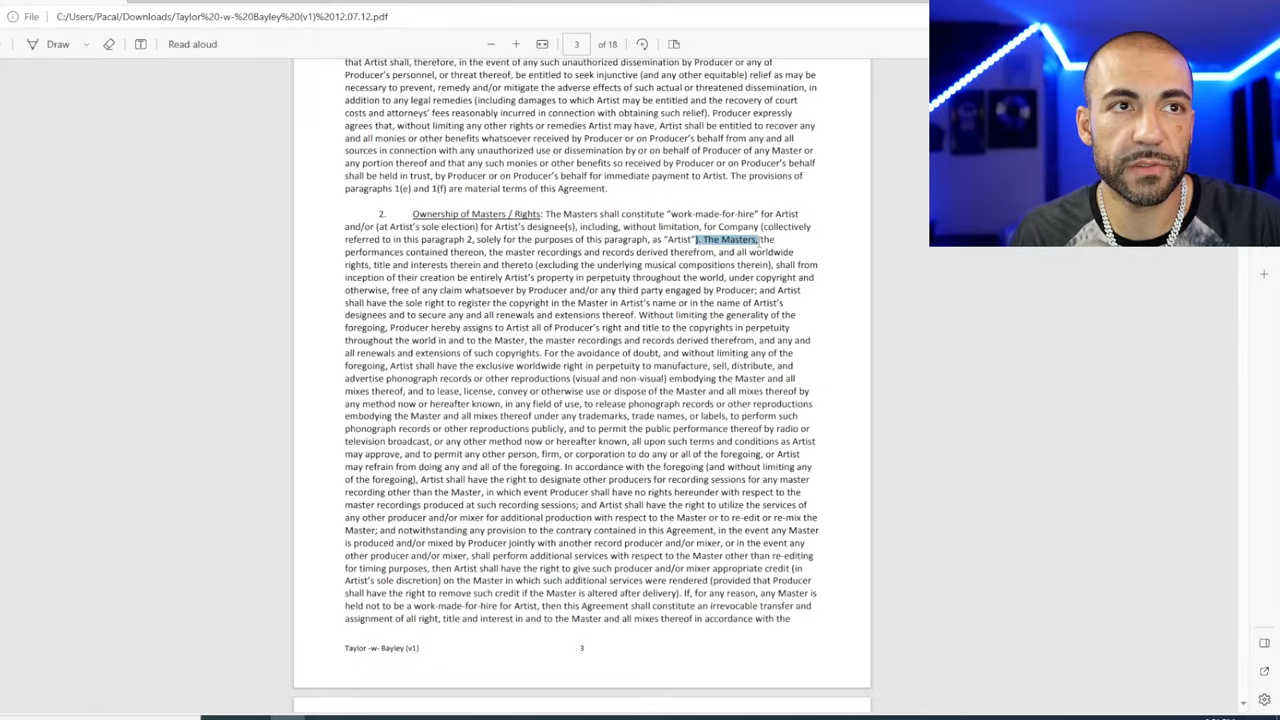 File
C:/Users/Pacal/Downloads/Taylor%20-w-%20Bayley%20(v1)%2012.07.12.pdf
Draw
Read aloud
3
of 18
that Artist shall, therefore, in the event of any such unauthorized dissemination by Producer or any of
Producer's personnel, or threat thereof, be entitled to seek injunctive (and any other equitable) relief as may be
necessary to prevent, remedy and/or mitigate the adverse effects of such actual or threatened dissemination, in
addition to any legal remedies (including damages to which Artist may be entitled and the recovery of court
costs and attorneys' fees reasonably incurred in connection with obtaining such relief). Producer expressly
agrees that, without limiting any other rights or remedies Artist may have, Artist shall be entitled to recover any
and all monies or other benefits whatsoever received by Producer or on Producer's behalf from any and all
sources in connection with any unauthorized use or dissemination by or on behalf of Producer of any Master or
any portion thereof and that any such monies or other benefits so received by Producer or on Producer's behalf
shall be held in trust, by Producer or on Producer's behalf for immediate payment to Artist. The provisions of
paragraphs 1(e) and 1(f) are material terms of this Agreement.
2. Ownership of Masters / Rights: The Masters shall constitute "work-made-for-hire" for Artist
and/or (at Artist's sole election) for Artist's designee(s), including, without limitation, for Company (collectively
referred to in this paragraph 2, solely for the purposes of this paragraph, as "Artist"). The Masters, the
performances contained thereon, the master recordings and records derived therefrom, and all worldwide
rights, title and interests therein and thereto (excluding the underlying musical compositions therein), shall from
inception of their creation be entirely Artist's property in perpetuity throughout the world, under copyright and
otherwise, free of any claim whatsoever by Producer and/or any third party engaged by Producer; and Artist
shall have the sole right to register the copyright in the Master in Artist's name or in the name of Artist's
designees and to secure any and all renewals and extensions thereof. Without limiting the generality of the
foregoing, Producer hereby assigns to Artist all of Producer's right and title to the copyrights in perpetuity
throughout the world in and to the Master, the master recordings and records derived therefrom, and any and
all renewals and extensions of such copyrights. For the avoidance of doubt, and without limiting any of the
foregoing, Artist shall have the exclusive worldwide right in perpetuity to manufacture, sell, distribute, and
advertise phonograph records or other reproductions (visual and non-visual) embodying the Master and all
mixes thereof, and to lease, license, convey or otherwise use or dispose of the Master and all mixes thereof by
any method now or hereafter known, in any field of use, to release phonograph records or other reproductions
embodying the Master and all mixes thereof under any trademarks, trade names, or labels, to perform such
phonograph records or other reproductions publicly, and to permit the public performance thereof by radio or
television broadcast, or any other method now or hereafter known, all upon such terms and conditions as Artist
may approve, and to permit any other person, firm, or corporation to do any or all of the foregoing, or Artist
may refrain from doing any and all of the foregoing. In accordance with the foregoing (and without limiting any
of the foregoing), Artist shall have the right to designate other producers for recording sessions for any master
recording other than the Master, in which event Producer shall have no rights hereunder with respect to the
master recordings produced at such recording sessions; and Artist shall have the right to utilize the services of
any other producer and/or mixer for additional production with respect to the Master or to re-edit or re-mix the
Master; and notwithstanding any provision to the contrary contained in this Agreement, in the event any Master
is produced and/or mixed by Producer jointly with another record producer and/or mixer, or in the event any
other producer and/or mixer, shall perform additional services with respect to the Master other than re-editing
for timing purposes, then Artist shall have the right to give such producer and/or mixer appropriate credit (in
Artist's sole discretion) on the Master in which such additional services were rendered (provided that Producer
shall have the right to remove such credit if the Master is altered after delivery). If, for any reason, any Master is
held not to be a work-made-for-hire for Artist, then this Agreement shall constitute an irrevocable transfer and
assignment of all right, title and interest in and to the Master and all mixes thereof in accordance with the
Taylor -w- Bayley (v1)
3